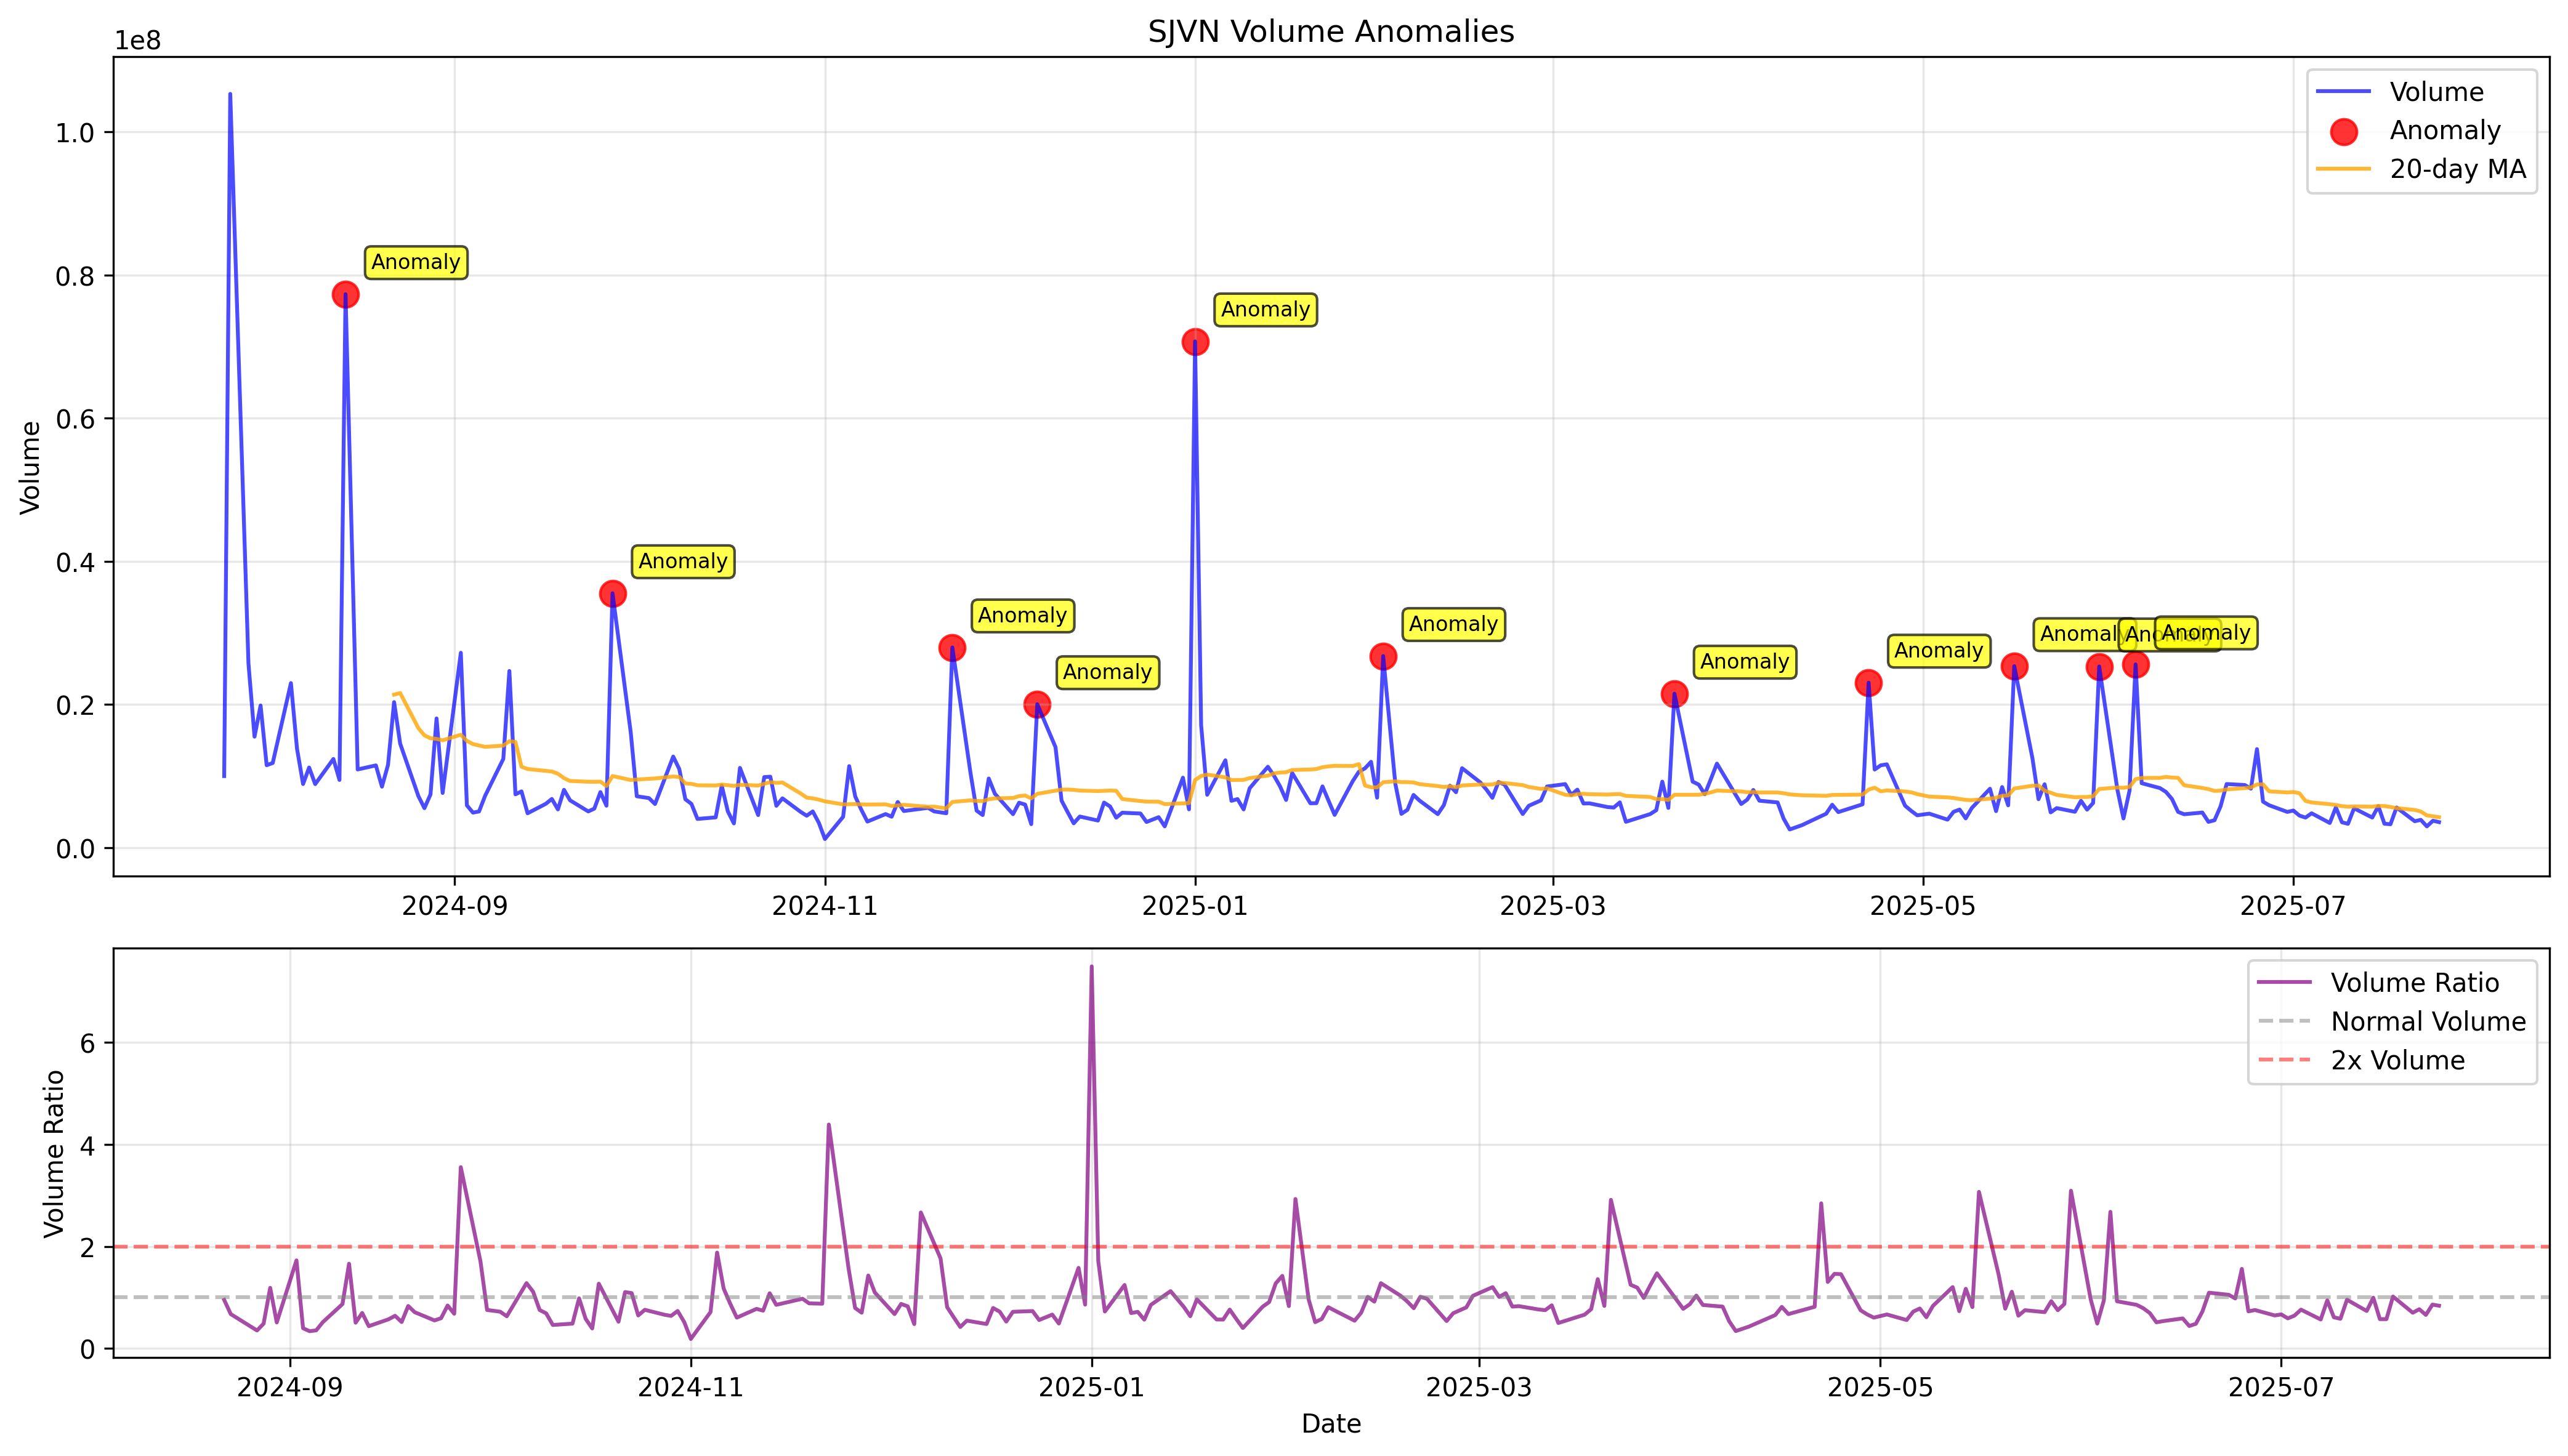 SJVN Volume Anomalies
1e8
1.0
0.8
0.6
0.4
0.2
0.0
Volume
Volume
Anomaly
20-day MA
Anomaly
Anomaly
Anomaly
Anomaly
Anomaly
Anomaly
Anomaly
Anomaly
Anomaly
Anomaly
Anomaly
2024-09
2024-11
2025-01
2025-03
2025-05
2025-07
6
4
2
0
Volume Ratio
Volume Ratio
Normal Volume
2x Volume
2024-09
2024-11
2025-01
2025-03
2025-05
2025-07
Date